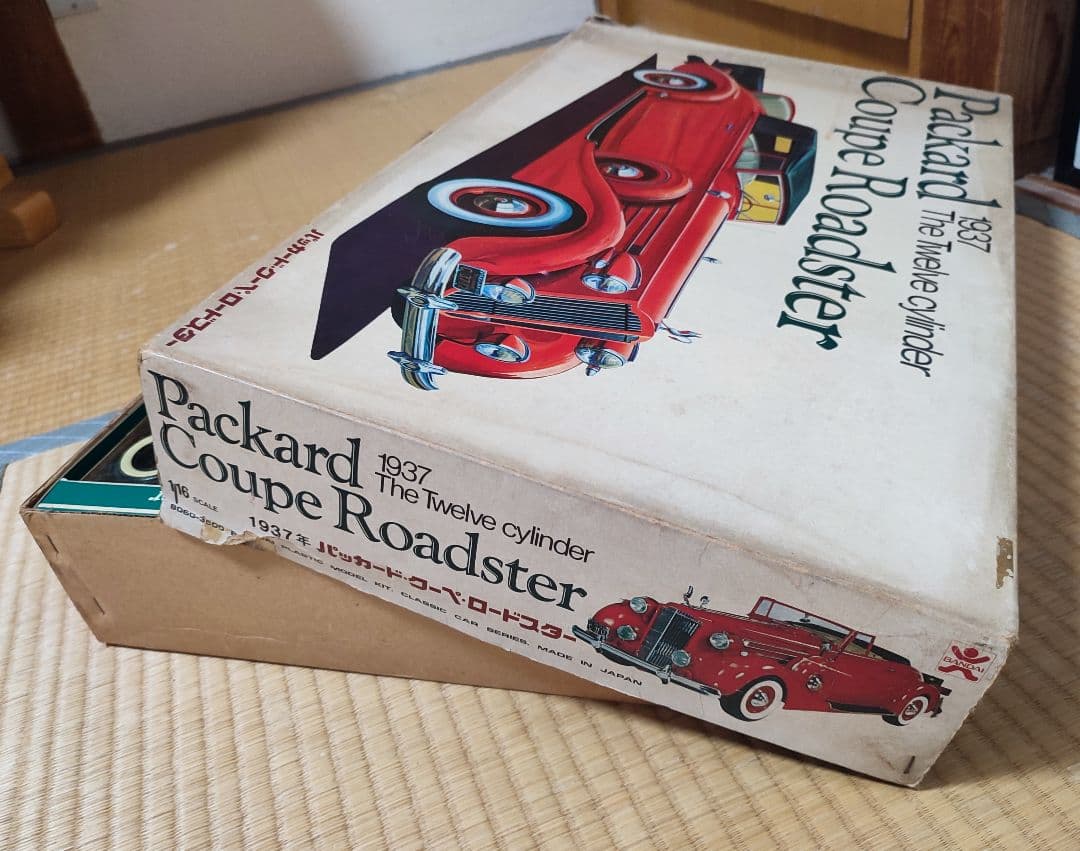 Packard 1937
The Twelve cylinder
Coupe Roadster
パッカード・クーペ・ロードスター
Packard 1937
The Twelve cylinder
Coupe Roadster
1/16 SCALE
1937年 パッカード・クーペ・ロードスター
PLASTIC MODEL KIT. CLASSIC CAR SERIES. MADE IN JAPAN
BANDAI